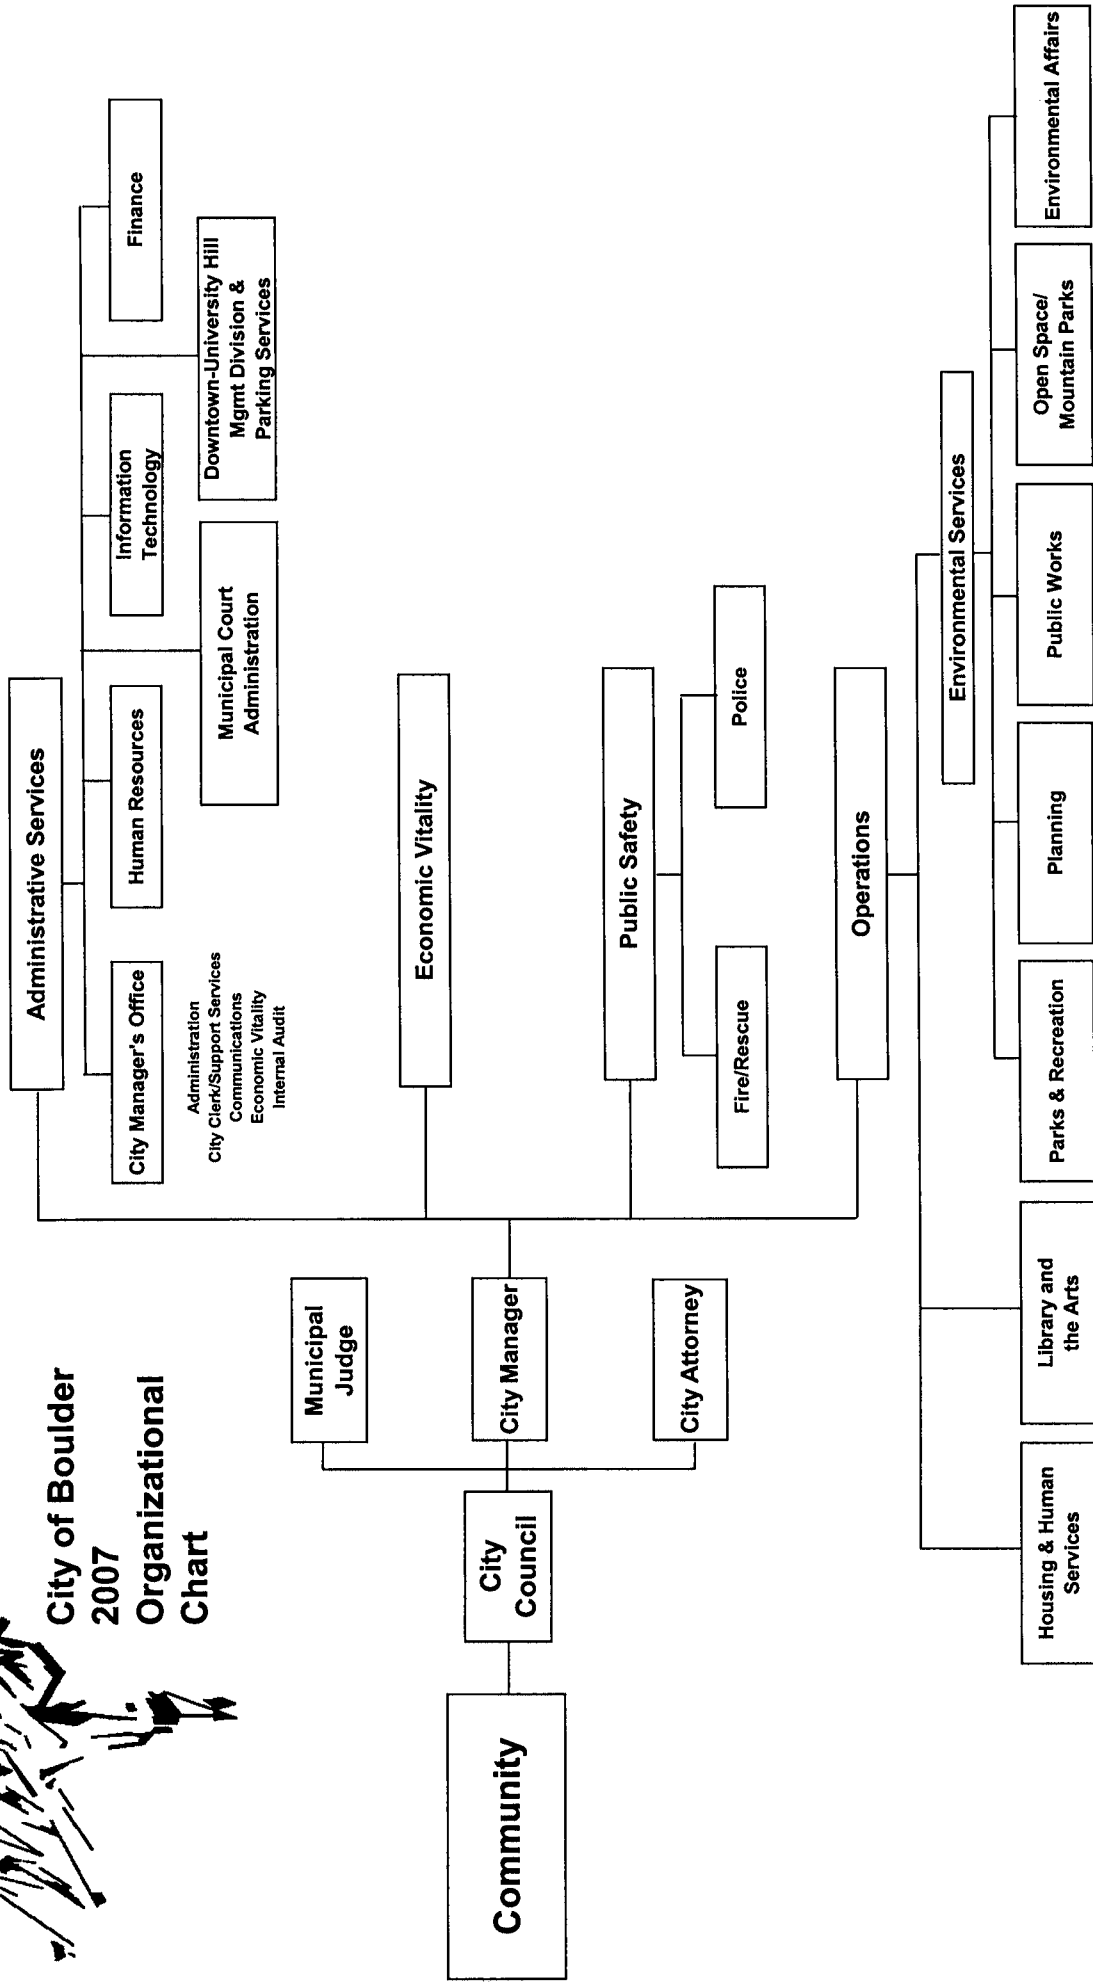 City of Boulder
2007
Organizational
Chart
Community
City
Council
Municipal
Judge
City Manager
City Attorney
Administrative Services
City Manager's Office
Administration
City Clerk/Support Services
Communications
Economic Vitality
Internal Audit
Human Resources
Municipal Court
Administration
Information
Technology
Downtown-University Hill
Mgmt Division &
Parking Services
Finance
Economic Vitality
Public Safety
Fire/Rescue
Police
Operations
Housing & Human
Services
Library and
the Arts
Environmental Services
Parks & Recreation
Planning
Public Works
Open Space/
Mountain Parks
Environmental Affairs